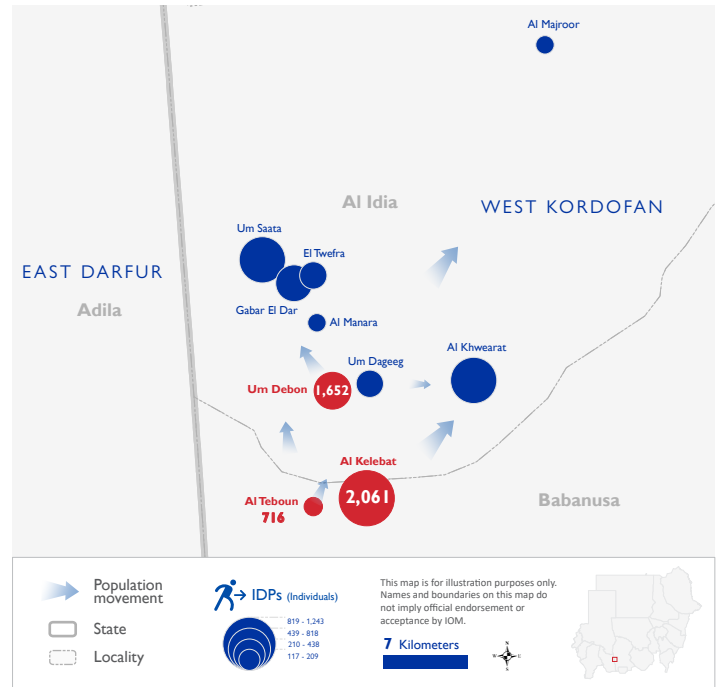 Al Majroor
Al Idia
WEST KORDOFAN
Um Saata
El Twefra
EAST DARFUR
Adila
Gabar El Dar
Al Manara
Al Khwearat
Um Dageeg
Um Debon
1,652
Al Kelebat
2,061
Al Teboun
716
Babanusa
Population
movement
State
Locality
IDPs (Individuals)
819 - 1,243
439 - 818
210 - 438
117 - 209
This map is for illustration purposes only.
Names and boundaries on this map do
not imply official endorsement or
acceptance by IOM.
7 Kilometers
N
W
S